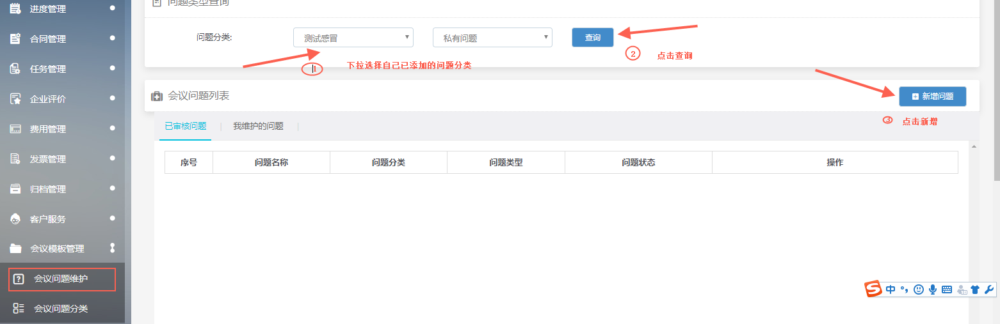 进度管理
合同管理
任务管理
企业评价
费用管理
发票管理
归档管理
客户服务
会议模板管理
会议问题维护
会议问题分类
问题类型查询
问题分类: 测试感冒 私有问题 查询
1 下拉选择自己已添加的问题分类
2 点击查询
会议问题列表 新增问题
3 点击新增
已审核问题 | 我维护的问题 |
序号 问题名称 问题分类 问题类型 问题状态 操作
S 中 °,